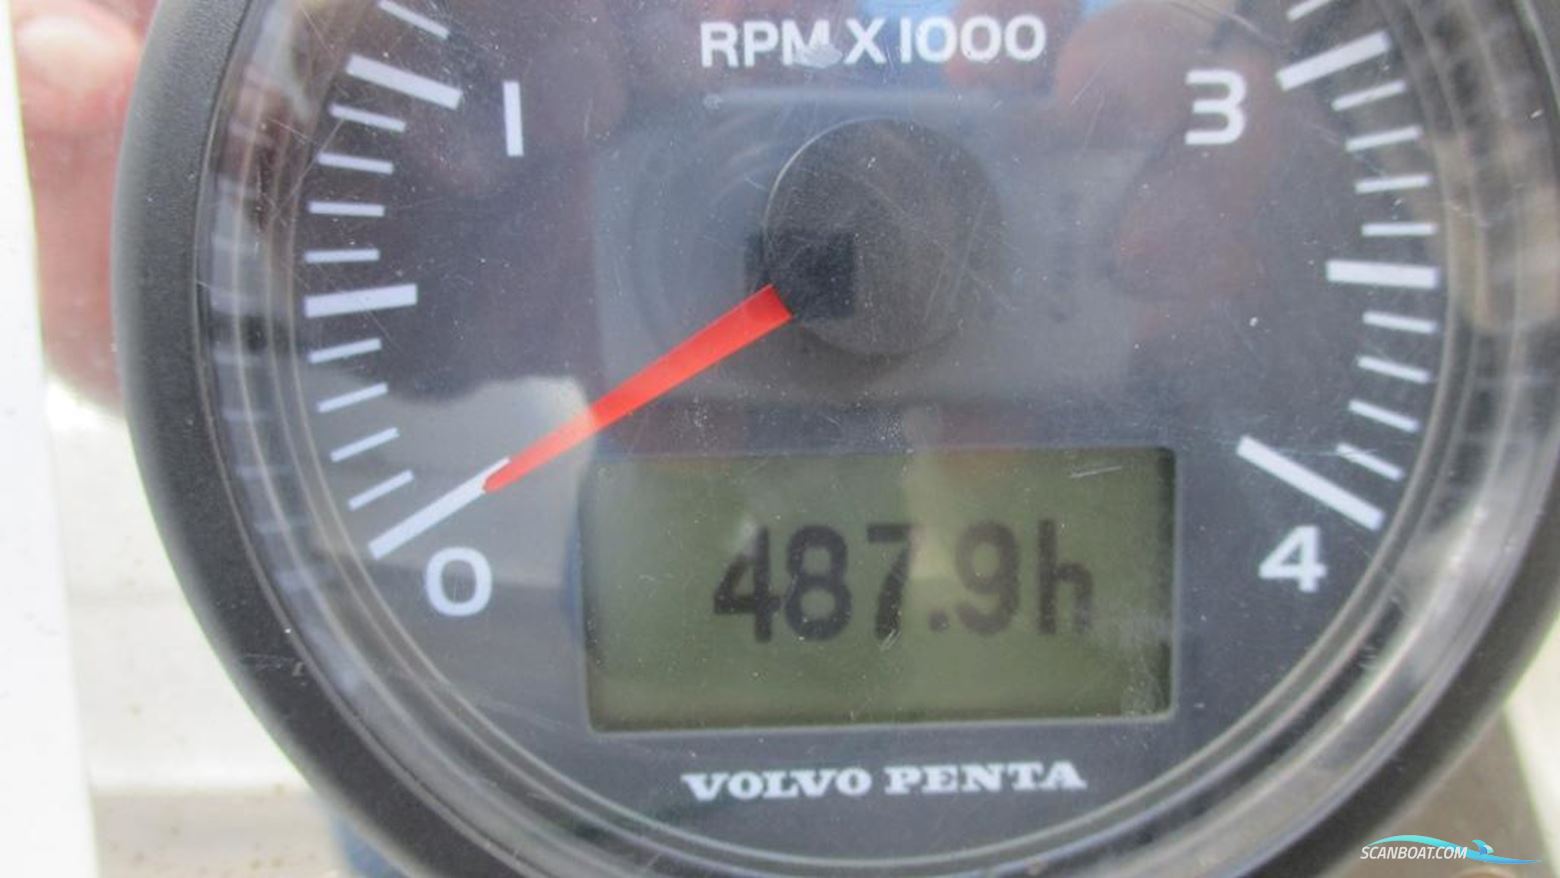 RPM X 1000
1
3
0
4
487.9h
VOLVO PENTA
SCANBOAT.COM